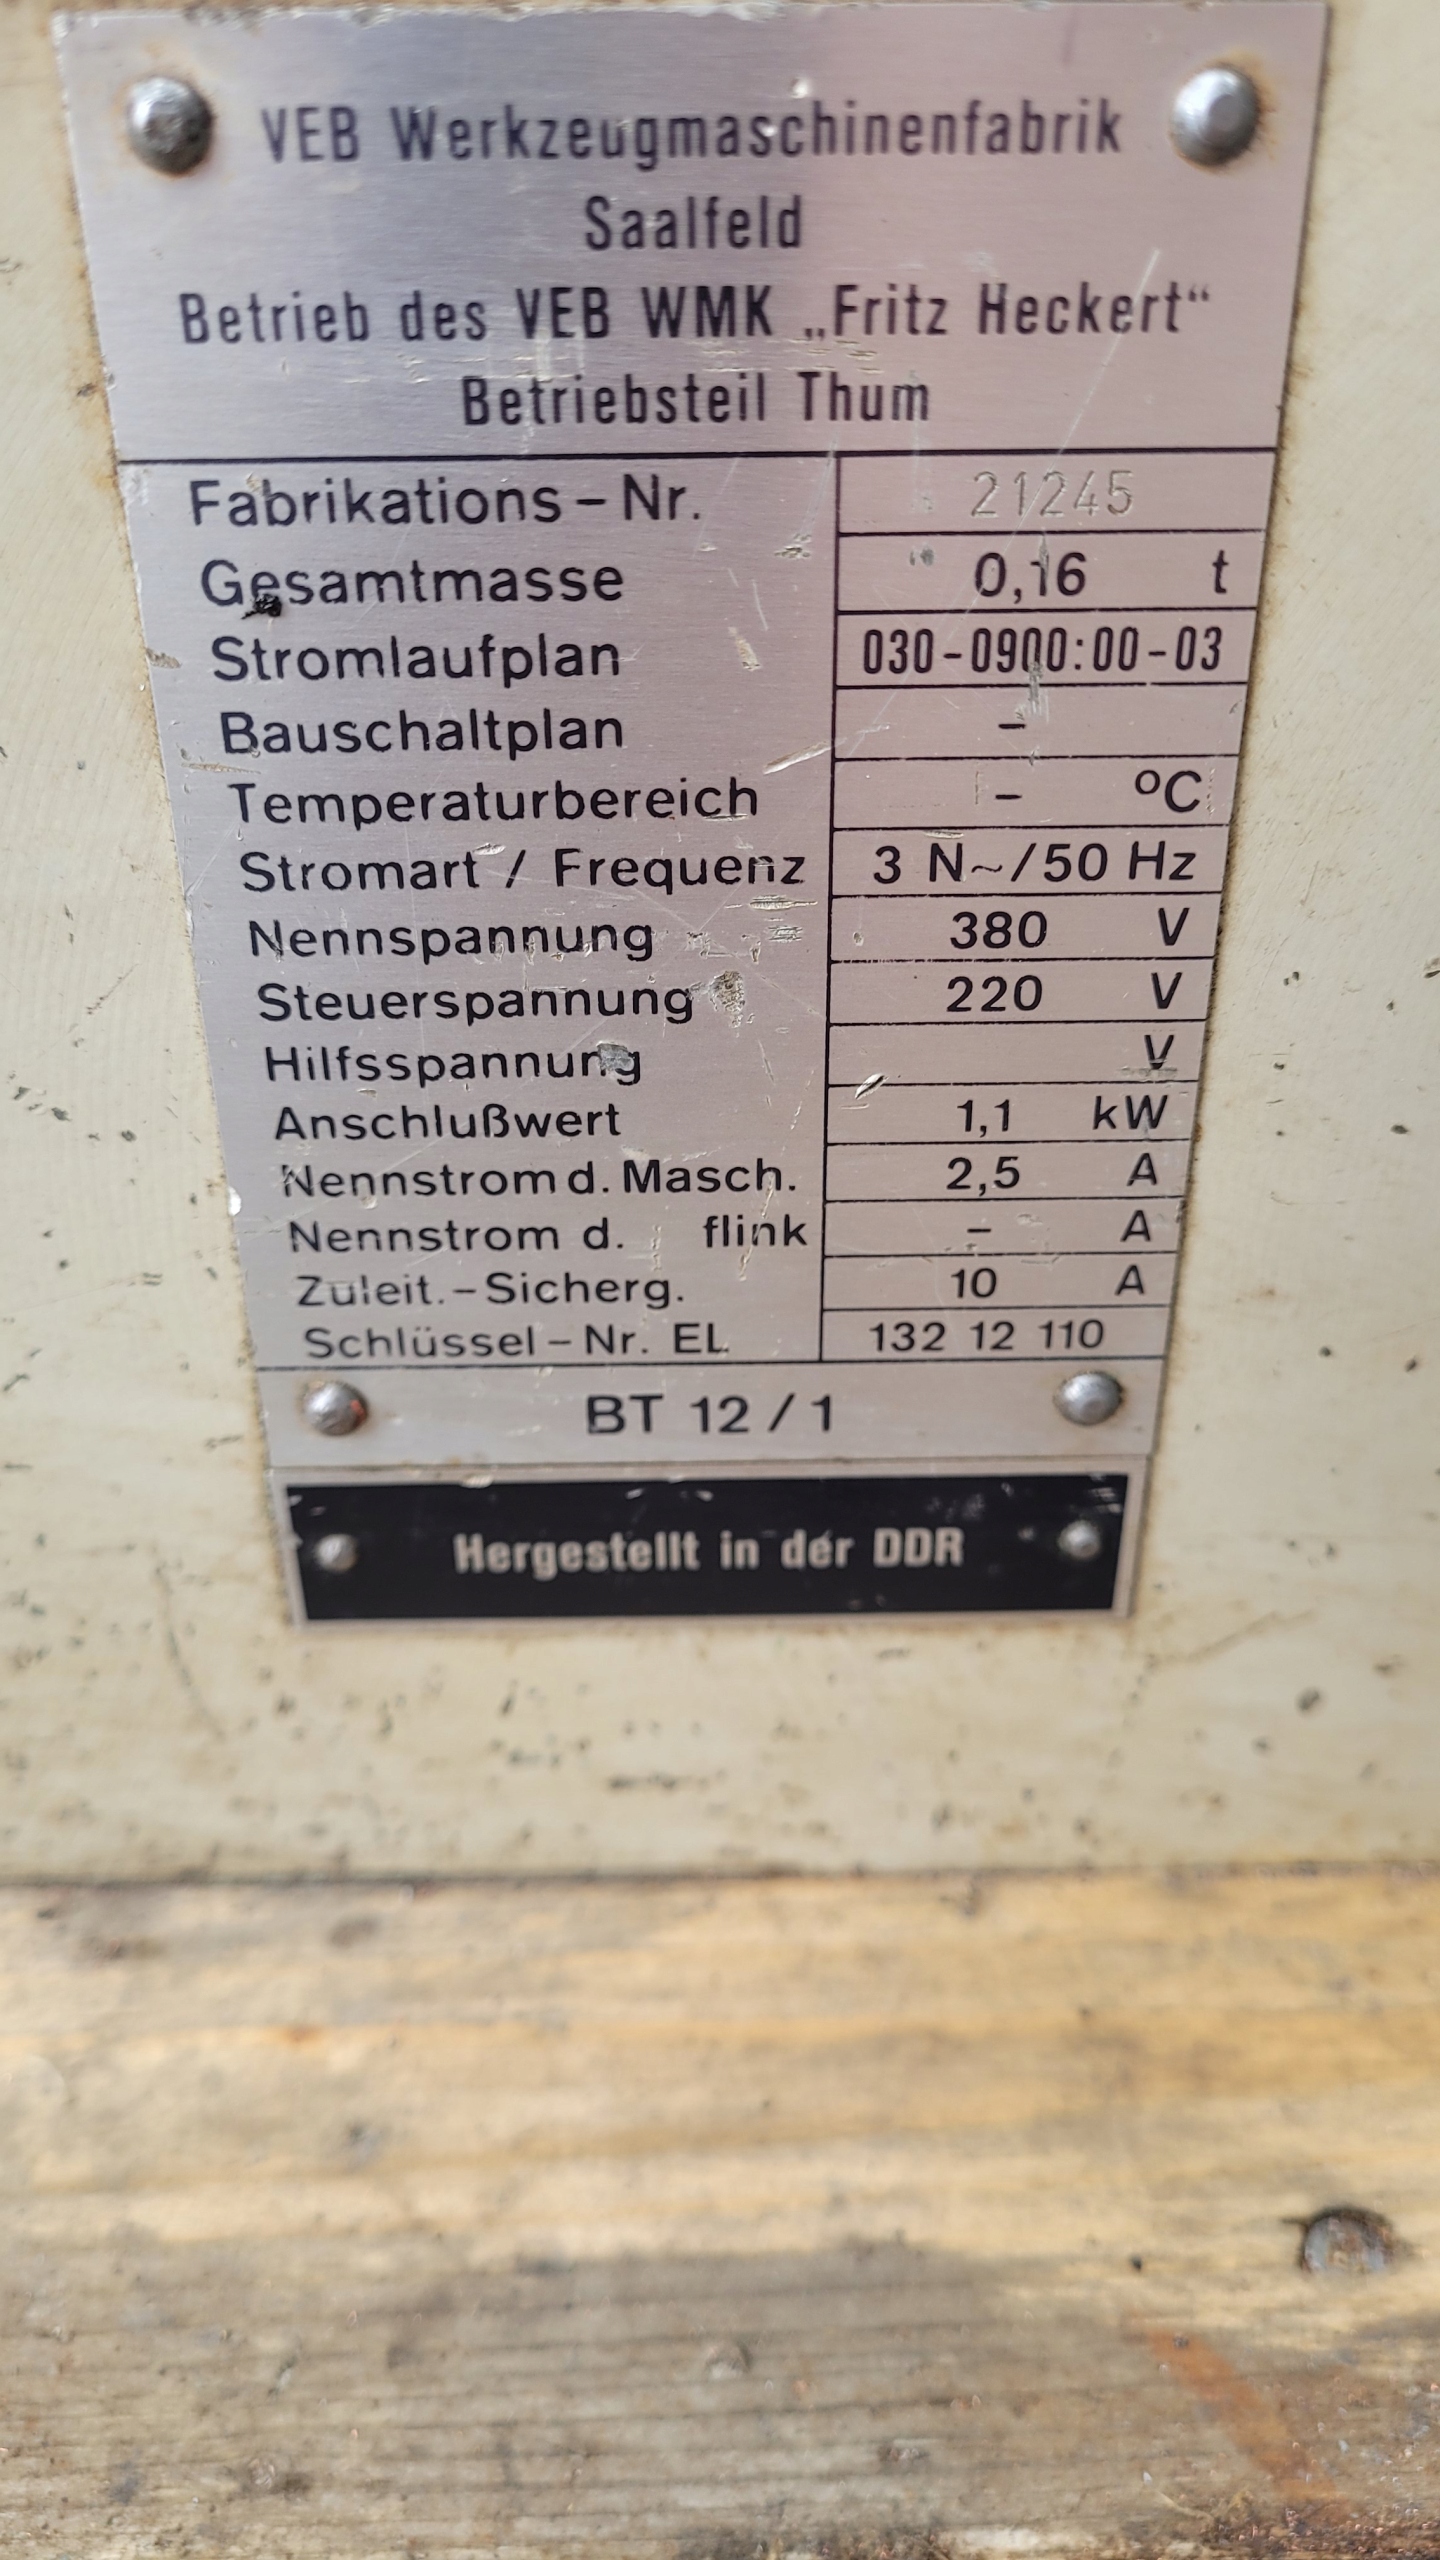 VEB Werkzeugmaschinenfabrik
Saalfeld
Betrieb des VEB WMK „Fritz Heckert“
Betriebsteil Thum
Fabrikations – Nr. 21245
Gesamtmasse 0,16 t
Stromlaufplan 030-0900:00-03
Bauschaltplan –
Temperaturbereich – °C
Stromart / Frequenz 3 N~/50 Hz
Nennspannung 380 V
Steuerspannung 220 V
Hilfsspannung V
Anschlußwert 1,1 kW
Nennstrom d. Masch. 2,5 A
Nennstrom d. flink – A
Zuleit.–Sicherg. 10 A
Schlüssel–Nr. EL 132 12 110
BT 12 / 1
Hergestellt in der DDR